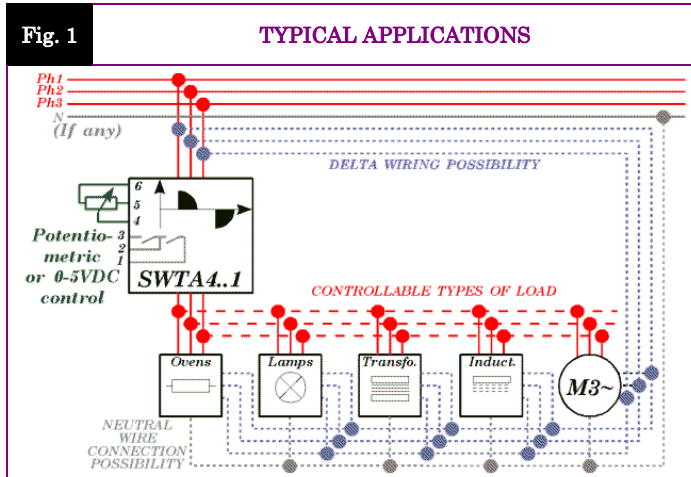 Fig. 1
TYPICAL APPLICATIONS
Ph1
Ph2
Ph3
N
(If any)
DELTA WIRING POSSIBILITY
6
5
4
3
2
1
Potentio-
metric
or 0-5VDC
control
SWTA4..1
CONTROLLABLE TYPES OF LOAD
Ovens
Lamps
Transfo.
Induct.
M3~
NEUTRAL
WIRE
CONNECTION
POSSIBILITY